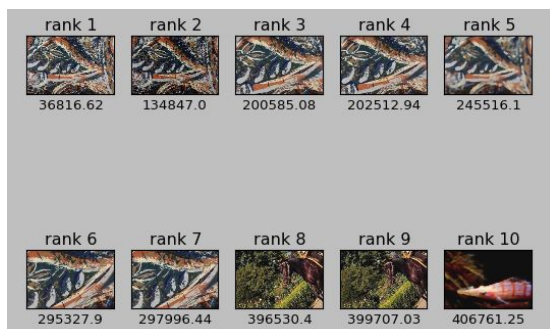 rank 1 rank 2 rank 3 rank 4 rank 5
36816.62 134847.0 200585.08 202512.94 245516.1
rank 6 rank 7 rank 8 rank 9 rank 10
295327.9 297996.44 396530.4 399707.03 406761.25